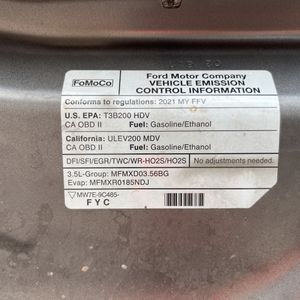 FoMoCo
Ford Motor Company
VEHICLE EMISSION
CONTROL INFORMATION
Conforms to regulations: 2021 MY FFV
U.S. EPA: T3B200 HDV
CA OBD II Fuel: Gasoline/Ethanol
California: ULEV200 MDV
CA OBD II Fuel: Gasoline/Ethanol
DFI/SFI/EGR/TWC/WR-HO2S/HO2S No adjustments needed.
3.5L-Group: MFMXD03.56BG
Evap: MFMXR0185NDJ
MW7E-9C485-
FYC